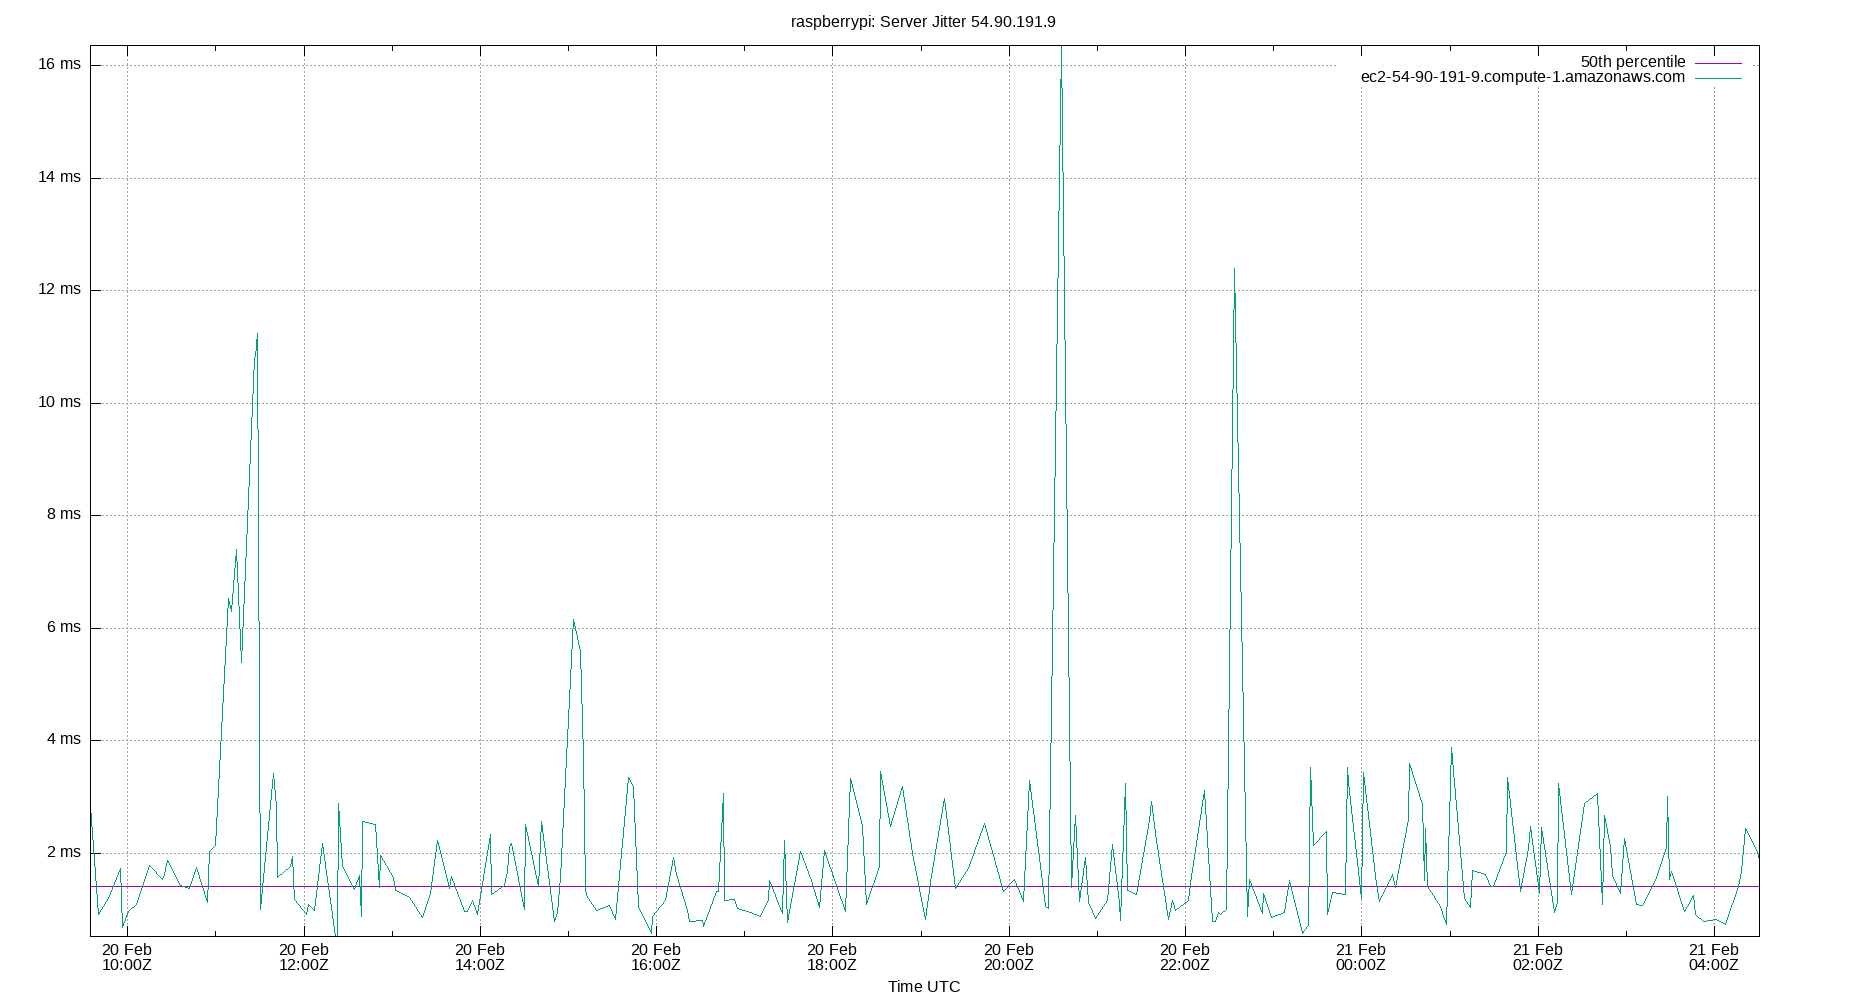 raspberrypi: Server Jitter 54.90.191.9
16 ms
14 ms
12 ms
10 ms
8 ms
6 ms
4 ms
2 ms
50th percentile
ec2-54-90-191-9.compute-1.amazonaws.com
20 Feb 20 Feb 20 Feb 20 Feb 20 Feb 20 Feb 20 Feb 21 Feb 21 Feb 21 Feb
10:00Z 12:00Z 14:00Z 16:00Z 18:00Z 20:00Z 22:00Z 00:00Z 02:00Z 04:00Z
Time UTC